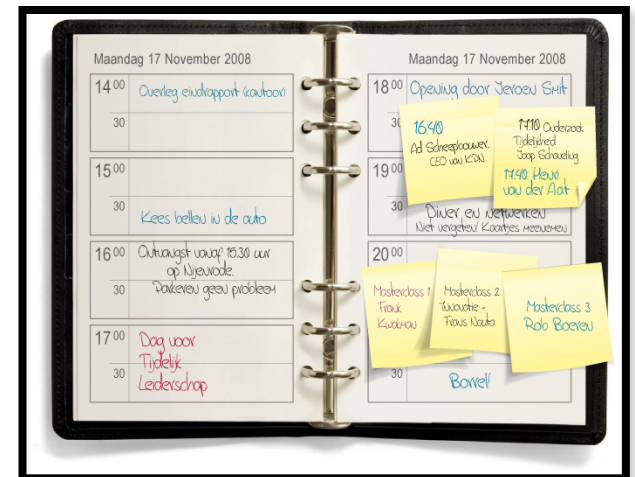 Maandag 17 November 2008
14 00
Overleg eindrapport (kantoor)
30
15 00
30
Kees bellen in de auto
16 00
Ontvangst vanaf 15.30 uur
op Nijenrode.
30
Parkeren geen probleem
17 00
Dag voor
Tijdelijk
30
Leiderschap
Maandag 17 November 2008
18 00
Opening door Jeroen Smit
30
16:40
Ad Scheepbouwer.
CEO van KPN
17.10 Onderzoek
Tijdelijkheid
Joop Schaveling
17.40: Henri
van der Aat
19 00
30
Diner en Netwerken
Niet vergeten! Kaartjes meenemen
20 00
Masterclass 1
Frank
Kwakman
Masterclass 2
Innovatie -
Frans Nauta
Masterclass 3
Rob Boeren
30
Borrel!